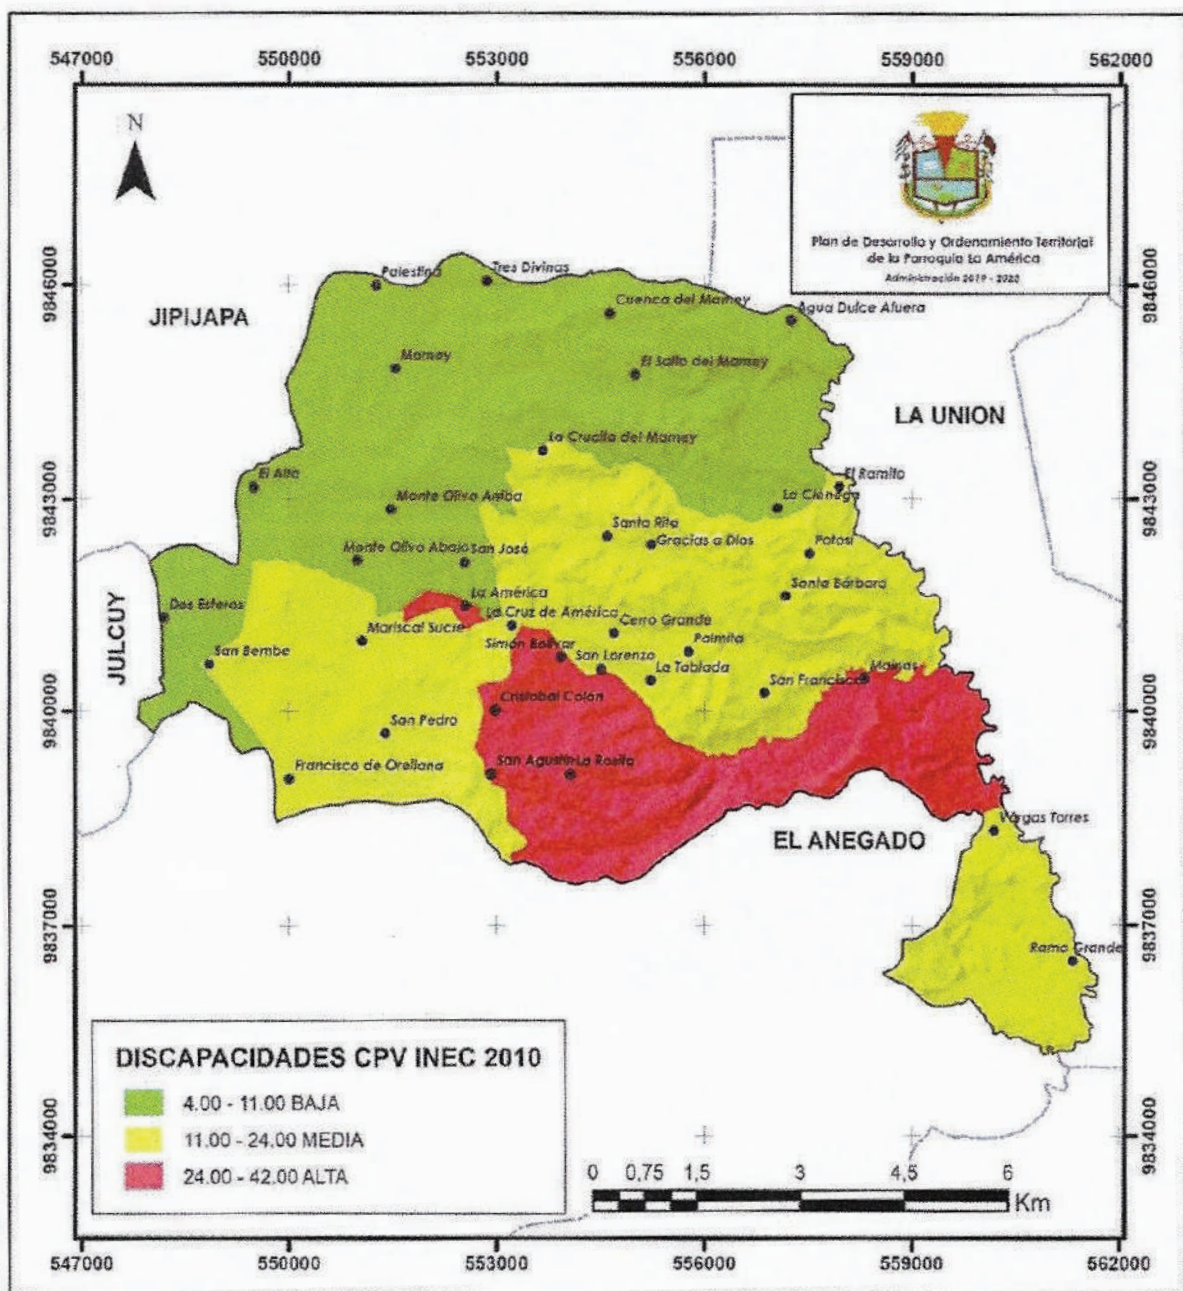 547000 550000 553000 556000 559000 562000
N
Plan de Desarrollo y Ordenamiento Territorial
de la Parroquia La América
Administración 2019 - 2023
9846000 9846000
Palestina Tres Divinas
Cuenca del Mamey
Agua Dulce Afuera
JIPIJAPA
Mamey
El Salto del Mamey
LA UNION
La Crucita del Mamey
El Alta
El Ramito
9843000 9843000
Monte Olivo Arriba
La Ciénega
Santa Rita
Gracias a Dios
Potosí
Monte Olivo Abajo San José
Santa Bárbara
La América
Dos Esteros
La Cruz de América
Cerro Grande
JULCUY
Mariscal Sucre
Simón Bolívar
Palmita
San Bembe
San Lorenzo
La Tablada
San Francisco
Mainas
9840000 9840000
Cristobal Colón
San Pedro
Francisco de Orellana
San Agustín La Rosita
EL ANEGADO
Vargas Torres
9837000 9837000
Rama Grande
DISCAPACIDADES CPV INEC 2010
4.00 - 11.00 BAJA
11.00 - 24.00 MEDIA
24.00 - 42.00 ALTA
9834000 9834000
0 0,75 1,5 3 4,5 6
Km
547000 550000 553000 556000 559000 562000